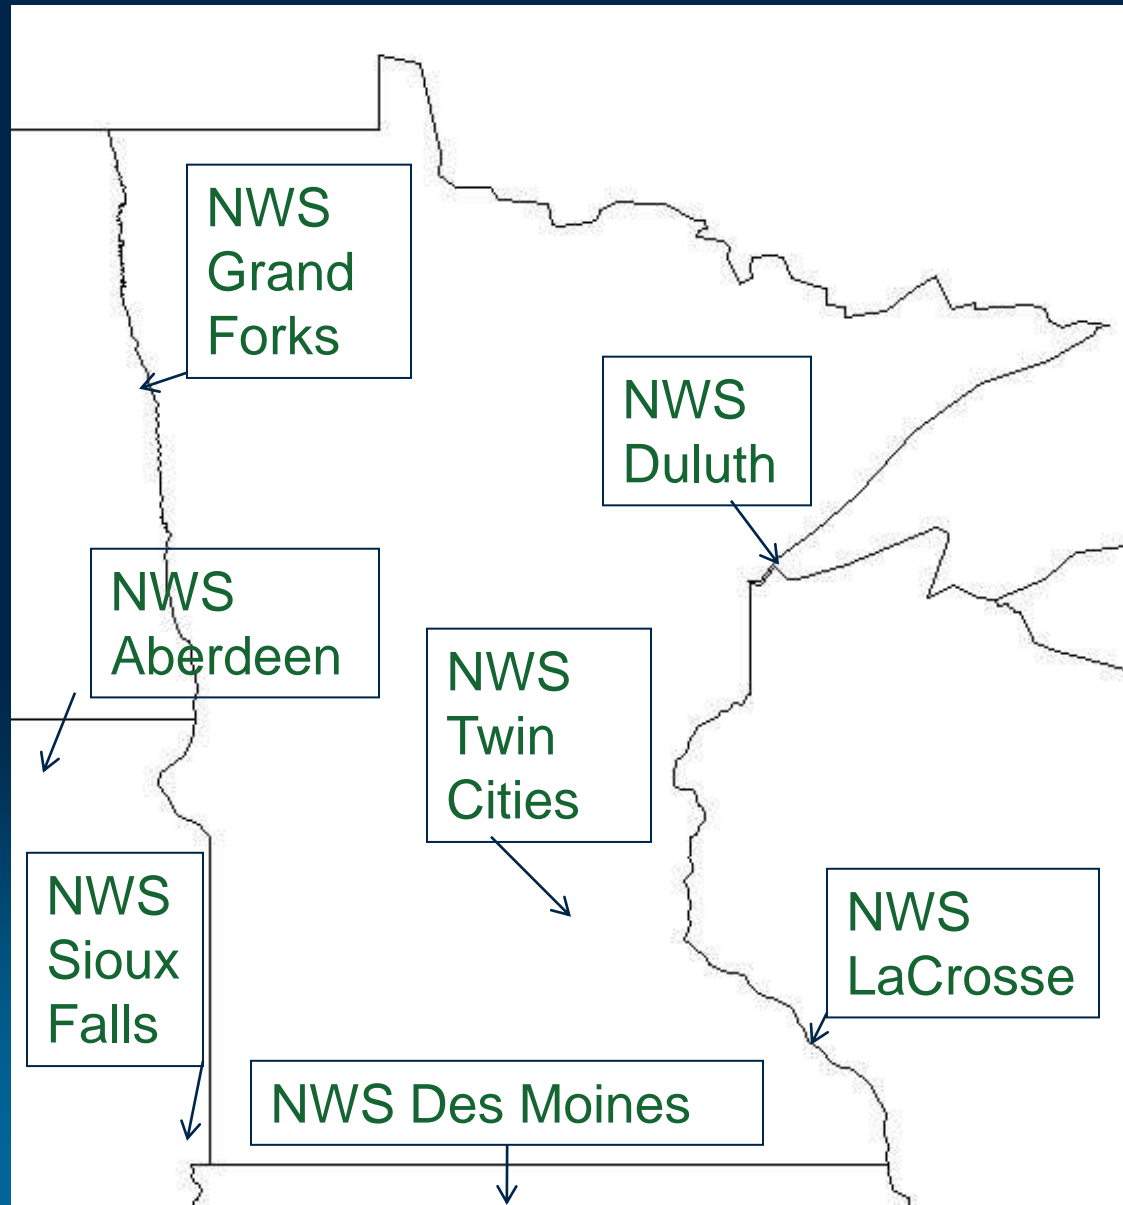 NWS
Grand
Forks
NWS
Duluth
NWS
Aberdeen
NWS
Twin
Cities
NWS
Sioux
Falls
NWS
LaCrosse
NWS Des Moines